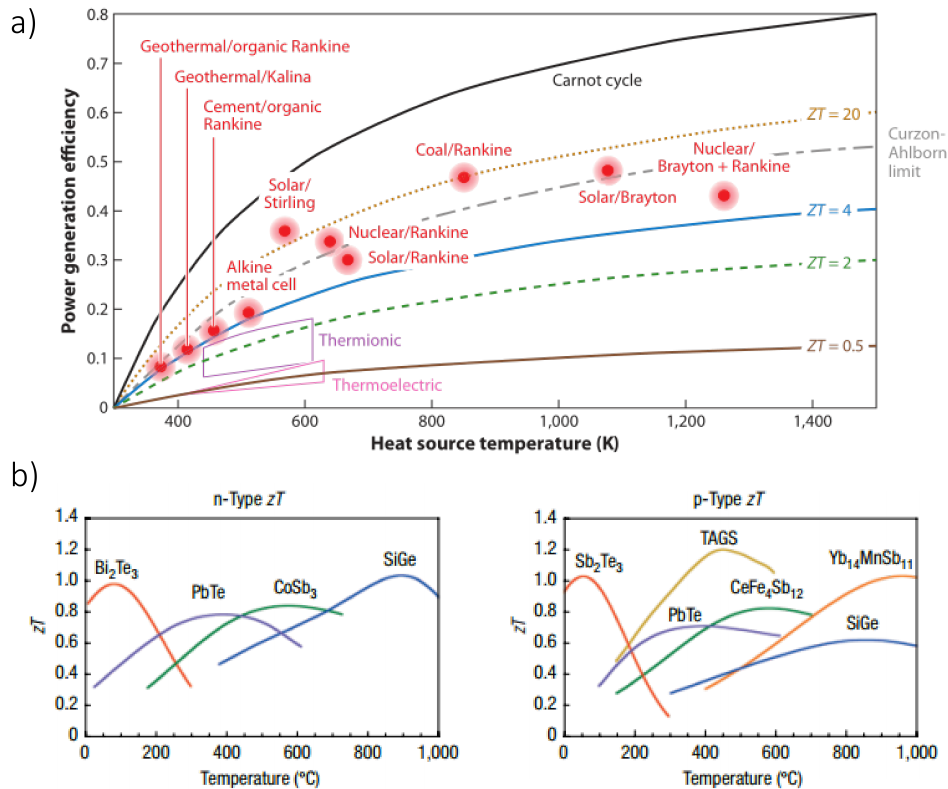 a)
0.8
0.7
0.6
0.5
0.4
0.3
0.2
0.1
0
Power generation efficiency
Geothermal/organic Rankine
Geothermal/Kalina
Cement/organic
Rankine
Carnot cycle
ZT = 20
Curzon-
Ahlborn
limit
Coal/Rankine
Nuclear/
Brayton + Rankine
Solar/
Stirling
Solar/Brayton
Nuclear/Rankine
ZT = 4
Solar/Rankine
Alkine
metal cell
ZT = 2
Thermionic
ZT = 0.5
Thermoelectric
400
600
800
1,000
1,200
1,400
Heat source temperature (K)
b)
n-Type zT
1.4
1.2
1.0
0.8
0.6
0.4
0.2
0
zT
Bi2Te3
PbTe
CoSb3
SiGe
0
200
400
600
800
1,000
Temperature (°C)
p-Type zT
1.4
1.2
1.0
0.8
0.6
0.4
0.2
0
zT
Sb2Te3
TAGS
Yb14MnSb11
CeFe4Sb12
PbTe
SiGe
0
200
400
600
800
1,000
Temperature (°C)